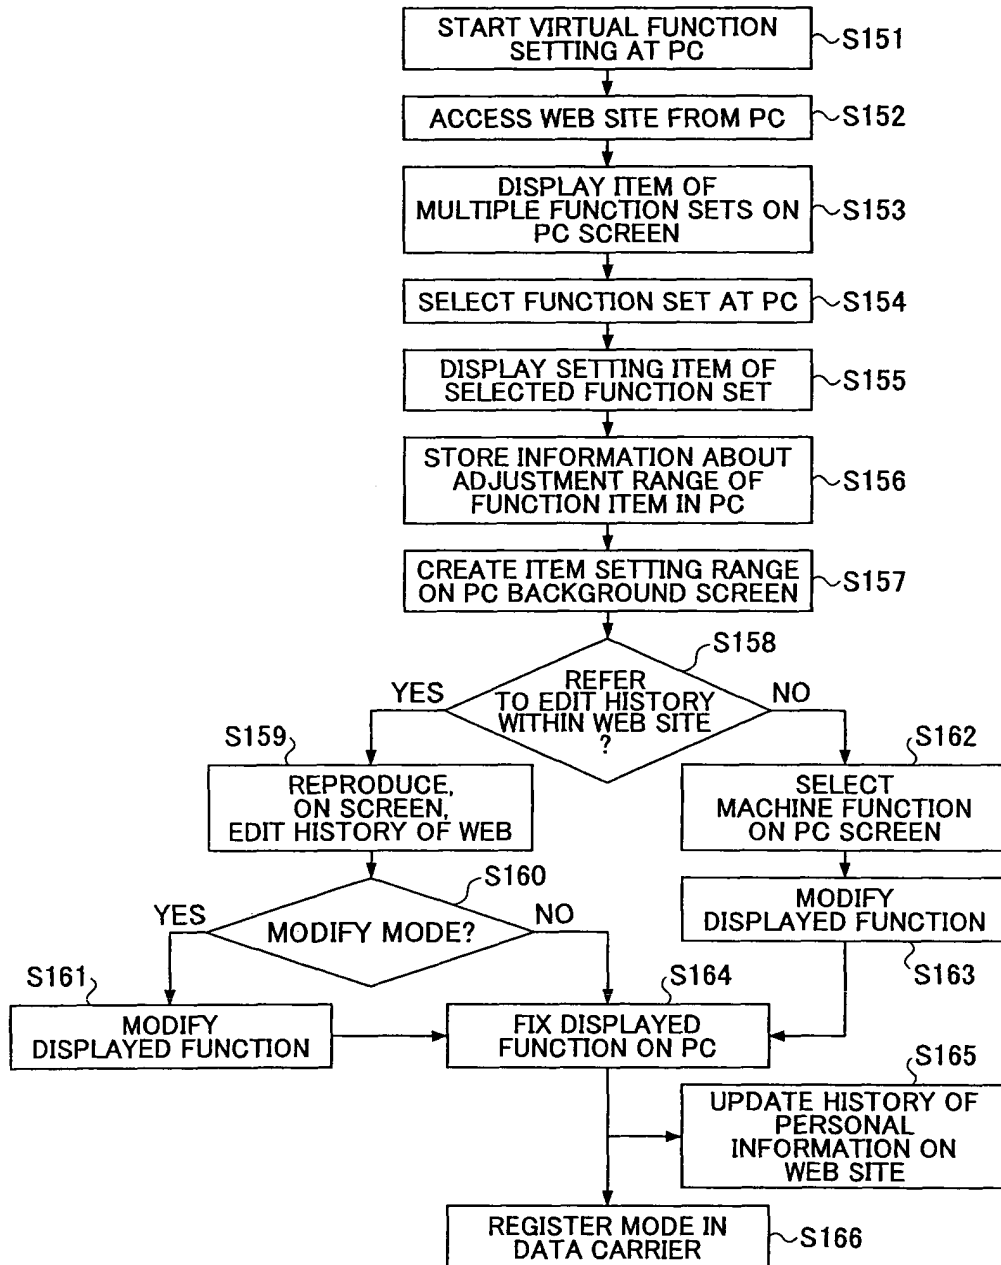 START VIRTUAL FUNCTION
SETTING AT PC
S151
ACCESS WEB SITE FROM PC
S152
DISPLAY ITEM OF
MULTIPLE FUNCTION SETS ON
PC SCREEN
S153
SELECT FUNCTION SET AT PC
S154
DISPLAY SETTING ITEM OF
SELECTED FUNCTION SET
S155
STORE INFORMATION ABOUT
ADJUSTMENT RANGE OF
FUNCTION ITEM IN PC
S156
CREATE ITEM SETTING RANGE
ON PC BACKGROUND SCREEN
S157
S158
REFER
TO EDIT HISTORY
WITHIN WEB SITE
?
YES
NO
S159
REPRODUCE,
ON SCREEN,
EDIT HISTORY OF WEB
S162
SELECT
MACHINE FUNCTION
ON PC SCREEN
S160
MODIFY MODE?
YES
NO
MODIFY
DISPLAYED FUNCTION
S163
S161
MODIFY
DISPLAYED FUNCTION
S164
FIX DISPLAYED
FUNCTION ON PC
S165
UPDATE HISTORY OF
PERSONAL
INFORMATION ON
WEB SITE
REGISTER MODE IN
DATA CARRIER
S166